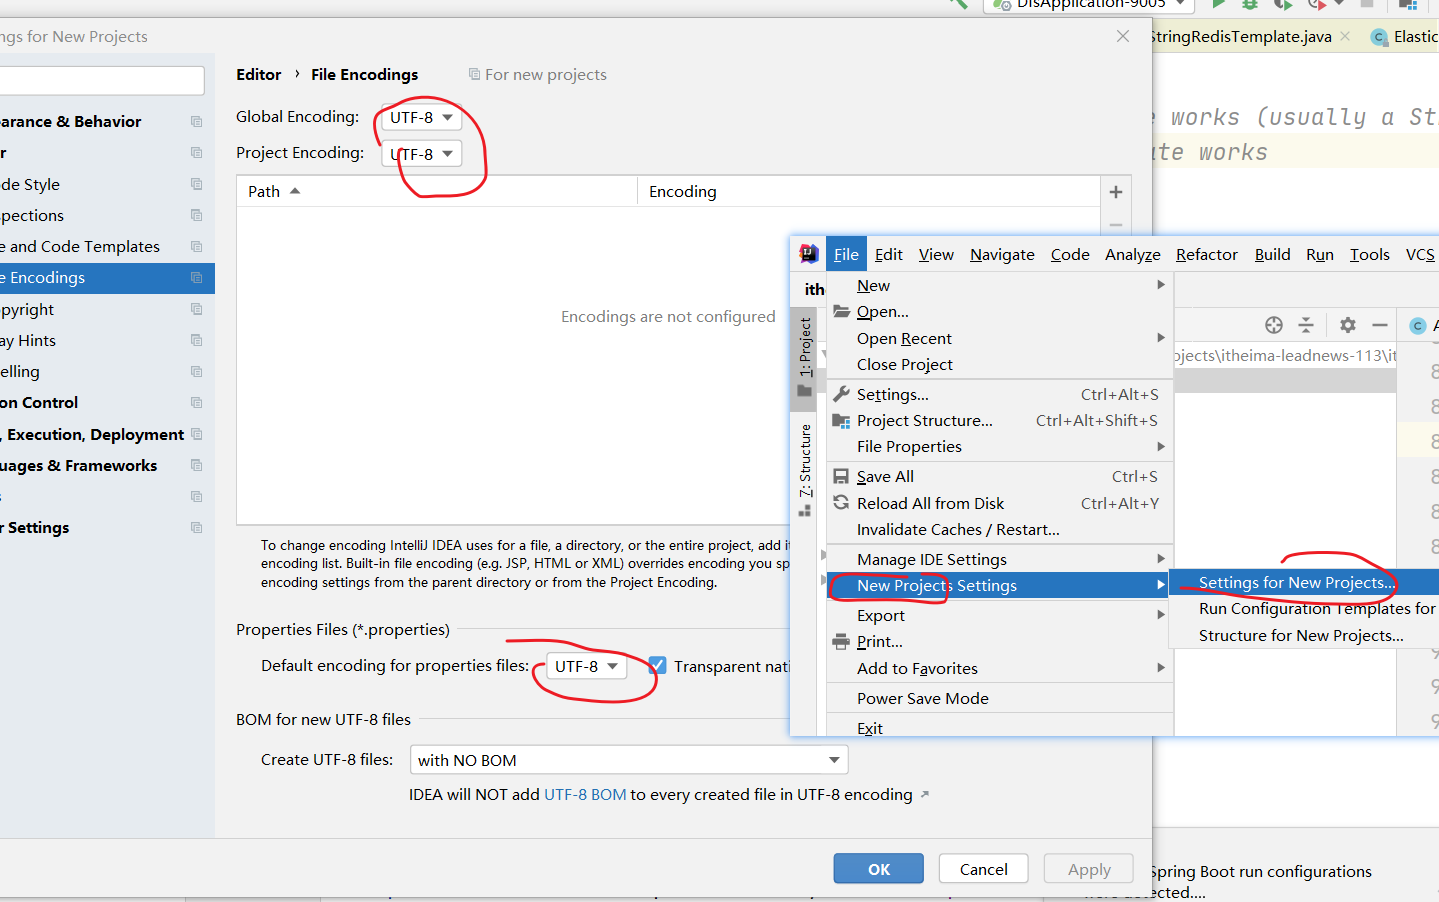 DisApplication-9005
ngs for New Projects
StringRedisTemplate.java
Elastic
Editor › File Encodings
For new projects
earance & Behavior
Global Encoding: UTF-8
works (usually a St
r
Project Encoding: UTF-8
ate works
de Style
Path
Encoding
spections
e and Code Templates
e Encodings
pyright
ay Hints
elling
on Control
, Execution, Deployment
uages & Frameworks
s
r Settings
Encodings are not configured
To change encoding IntelliJ IDEA uses for a file, a directory, or the entire project, add it
encoding list. Built-in file encoding (e.g. JSP, HTML or XML) overrides encoding you sp
encoding settings from the parent directory or from the Project Encoding.
Properties Files (*.properties)
Default encoding for properties files: UTF-8
Transparent nati
BOM for new UTF-8 files
Create UTF-8 files: with NO BOM
IDEA will NOT add UTF-8 BOM to every created file in UTF-8 encoding
OK
Cancel
Apply
File Edit View Navigate Code Analyze Refactor Build Run Tools VCS
ith
1: Project
7: Structure
New
Open...
Open Recent
Close Project
Settings... Ctrl+Alt+S
Project Structure... Ctrl+Alt+Shift+S
File Properties
Save All Ctrl+S
Reload All from Disk Ctrl+Alt+Y
Invalidate Caches / Restart...
Manage IDE Settings
New Projects Settings
Export
Print...
Add to Favorites
Power Save Mode
Exit
Settings for New Projects...
Run Configuration Templates for
Structure for New Projects...
ojects\itheima-leadnews-113\it
Spring Boot run configurations
were detected....